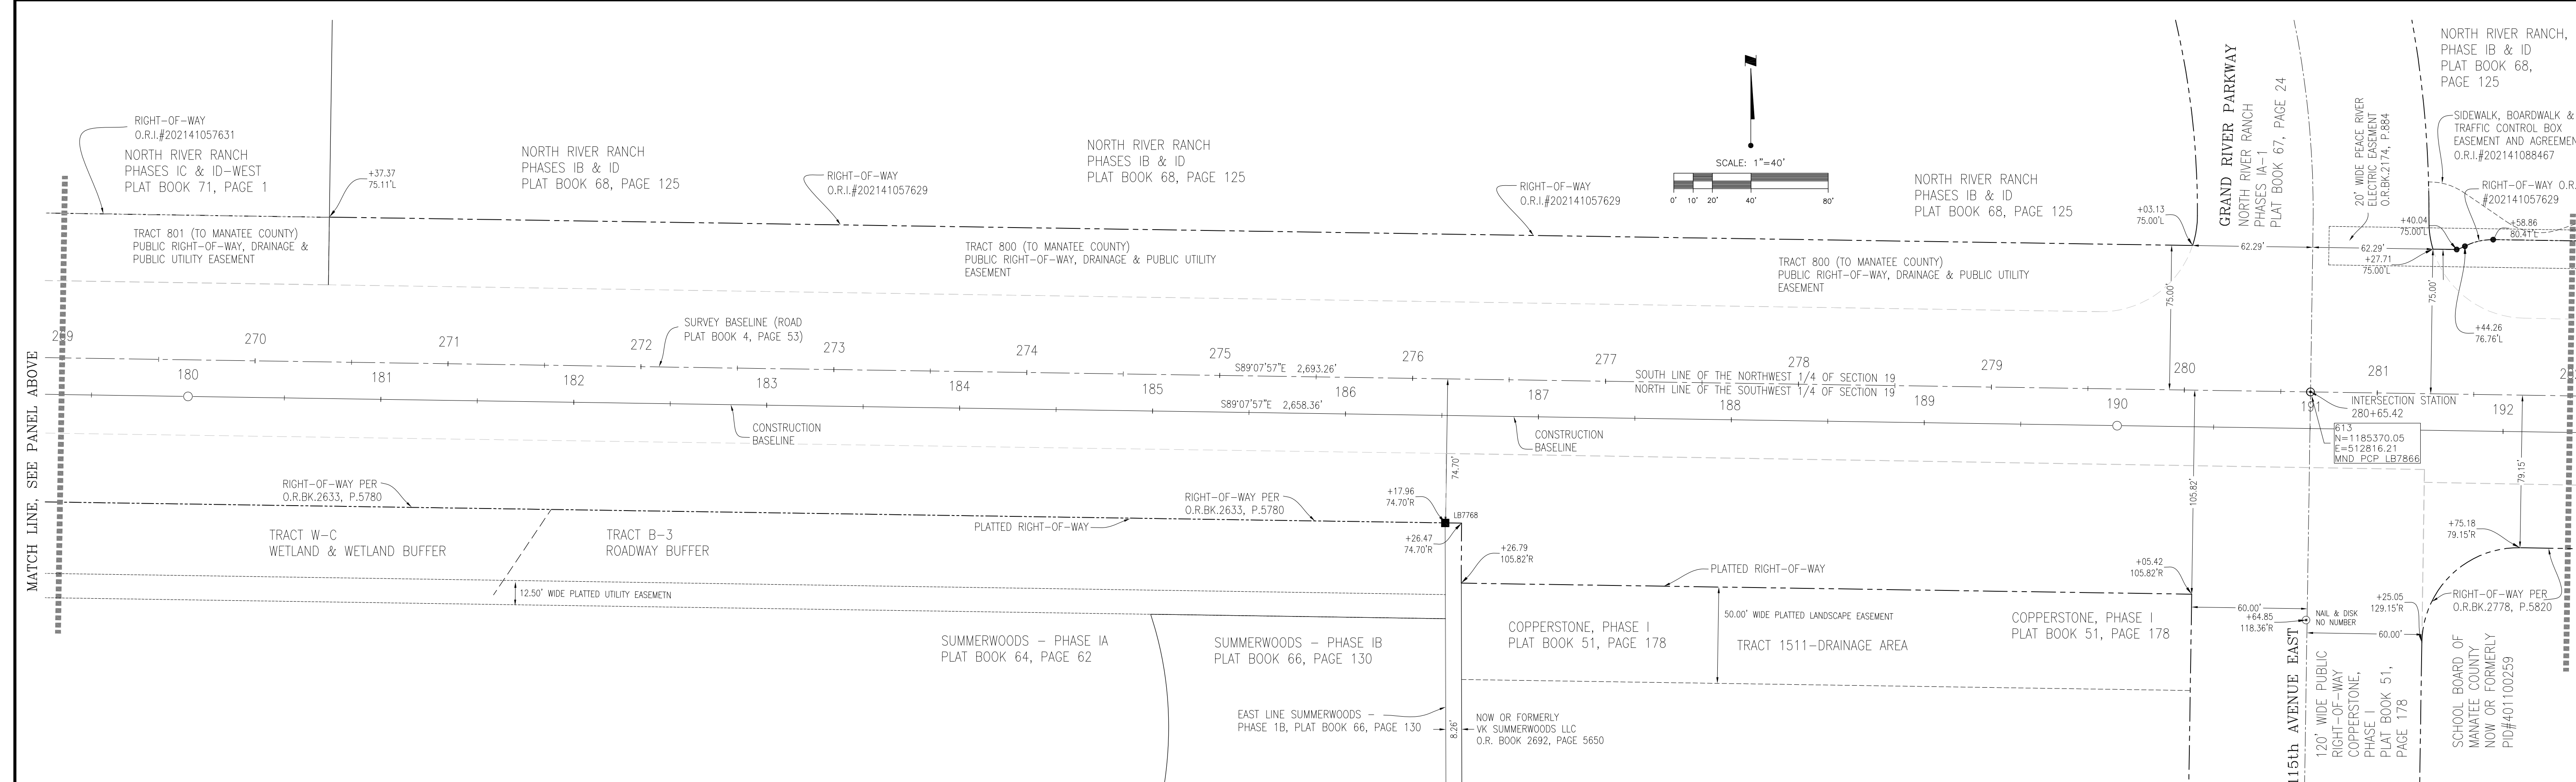 RIGHT-OF-WAY
O.R.I.#202141057631
NORTH RIVER RANCH
PHASES IC & ID-WEST
PLAT BOOK 71, PAGE 1
+37.37
75.11'L
NORTH RIVER RANCH
PHASES IB & ID
PLAT BOOK 68, PAGE 125
RIGHT-OF-WAY
O.R.I.#202141057629
NORTH RIVER RANCH
PHASES IB & ID
PLAT BOOK 68, PAGE 125
RIGHT-OF-WAY
O.R.I.#202141057629
SCALE: 1"=40'
0' 10' 20' 40' 80'
NORTH RIVER RANCH
PHASES IB & ID
PLAT BOOK 68, PAGE 125
+03.13
75.00'L
GRAND RIVER PARKWAY
NORTH RIVER RANCH
PHASES IA-1
PLAT BOOK 67, PAGE 24
20' WIDE PEACE RIVER
ELECTRIC EASEMENT
O.R.BK.2174, P.884
NORTH RIVER RANCH,
PHASE IB & ID
PLAT BOOK 68,
PAGE 125
SIDEWALK, BOARDWALK &
TRAFFIC CONTROL BOX
EASEMENT AND AGREEMEN
O.R.I.#202141088467
RIGHT-OF-WAY O.R.
#202141057629
+40.04
75.00'L
+58.86
80.41'L
62.29'
62.29'
+27.71
75.00'L
75.00'
75.00'
+44.26
76.76'L
TRACT 801 (TO MANATEE COUNTY)
PUBLIC RIGHT-OF-WAY, DRAINAGE &
PUBLIC UTILITY EASEMENT
TRACT 800 (TO MANATEE COUNTY)
PUBLIC RIGHT-OF-WAY, DRAINAGE & PUBLIC UTILITY
EASEMENT
TRACT 800 (TO MANATEE COUNTY)
PUBLIC RIGHT-OF-WAY, DRAINAGE & PUBLIC UTILITY
EASEMENT
MATCH LINE, SEE PANEL ABOVE
SURVEY BASELINE (ROAD
PLAT BOOK 4, PAGE 53)
269 270 271 272 273 274 275 276 277 278 279 280 281
S89°07'57"E 2,693.26'
SOUTH LINE OF THE NORTHWEST 1/4 OF SECTION 19
NORTH LINE OF THE SOUTHWEST 1/4 OF SECTION 19
180 181 182 183 184 185 186 187 188 189 190 191 192
S89°07'57"E 2,658.36'
CONSTRUCTION
BASELINE
CONSTRUCTION
BASELINE
INTERSECTION STATION
280+65.42
613
N=1185370.05
E=512816.21
MND PCP LB7866
74.70'
105.82'
79.15'
RIGHT-OF-WAY PER
O.R.BK.2633, P.5780
RIGHT-OF-WAY PER
O.R.BK.2633, P.5780
PLATTED RIGHT-OF-WAY
+17.96
74.70'R
LB7768
+26.47
74.70'R
+26.79
105.82'R
PLATTED RIGHT-OF-WAY
+05.42
105.82'R
+75.18
79.15'R
TRACT W-C
WETLAND & WETLAND BUFFER
TRACT B-3
ROADWAY BUFFER
12.50' WIDE PLATTED UTILITY EASEMETN
SUMMERWOODS - PHASE IA
PLAT BOOK 64, PAGE 62
SUMMERWOODS - PHASE IB
PLAT BOOK 66, PAGE 130
COPPERSTONE, PHASE I
PLAT BOOK 51, PAGE 178
50.00' WIDE PLATTED LANDSCAPE EASEMENT
TRACT 1511-DRAINAGE AREA
COPPERSTONE, PHASE I
PLAT BOOK 51, PAGE 178
60.00'
+64.85
118.36'R
NAIL & DISK
NO NUMBER
60.00'
+25.05
129.15'R
RIGHT-OF-WAY PER
O.R.BK.2778, P.5820
EAST LINE SUMMERWOODS -
PHASE 1B, PLAT BOOK 66, PAGE 130
8.26'
NOW OR FORMERLY
VK SUMMERWOODS LLC
O.R. BOOK 2692, PAGE 5650
115th AVENUE EAST
120' WIDE PUBLIC
RIGHT-OF-WAY
COPPERSTONE,
PHASE I
PLAT BOOK 51,
PAGE 178
SCHOOL BOARD OF
MANATEE COUNTY
NOW OR FORMERLY
PID#401100259